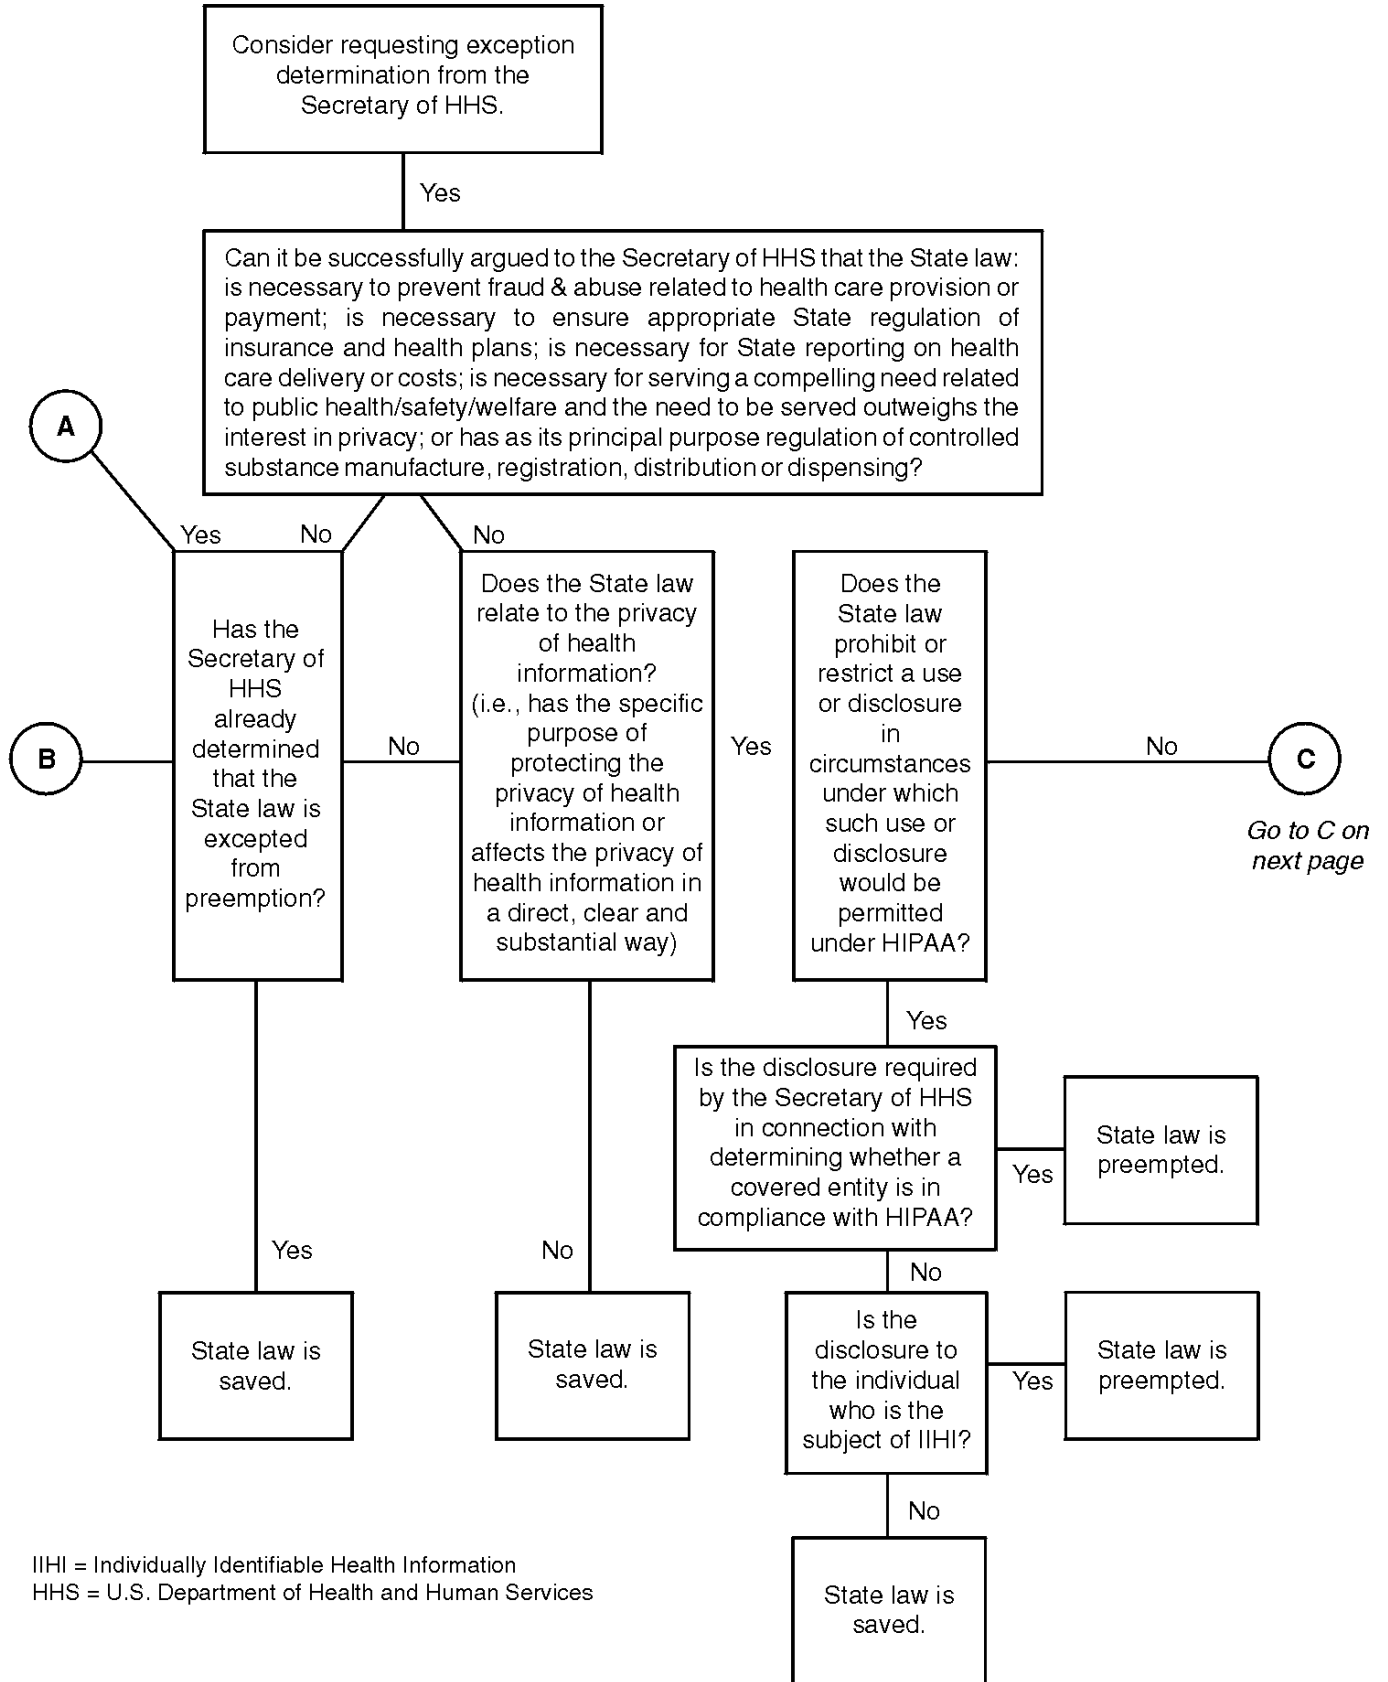 Consider requesting exception
determination from the
Secretary of HHS.
Yes
Can it be successfully argued to the Secretary of HHS that the State law:
is necessary to prevent fraud & abuse related to health care provision or
payment; is necessary to ensure appropriate State regulation of
insurance and health plans; is necessary for State reporting on health
care delivery or costs; is necessary for serving a compelling need related
to public health/safety/welfare and the need to be served outweighs the
interest in privacy; or has as its principal purpose regulation of controlled
substance manufacture, registration, distribution or dispensing?
A
Yes
No
No
B
Has the
Secretary of
HHS
already
determined
that the
State law is
excepted
from
preemption?
No
Does the State law
relate to the privacy
of health
information?
(i.e., has the specific
purpose of
protecting the
privacy of health
information or
affects the privacy of
health information in
a direct, clear and
substantial way)
Yes
Does the
State law
prohibit or
restrict a use
or disclosure
in
circumstances
under which
such use or
disclosure
would be
permitted
under HIPAA?
No
C
Go to C on
next page
Yes
Is the disclosure required
by the Secretary of HHS
in connection with
determining whether a
covered entity is in
compliance with HIPAA?
Yes
State law is
preempted.
Yes
No
No
State law is
saved.
State law is
saved.
Is the
disclosure to
the individual
who is the
subject of IIHI?
Yes
State law is
preempted.
No
State law is
saved.
IIHI = Individually Identifiable Health Information
HHS = U.S. Department of Health and Human Services